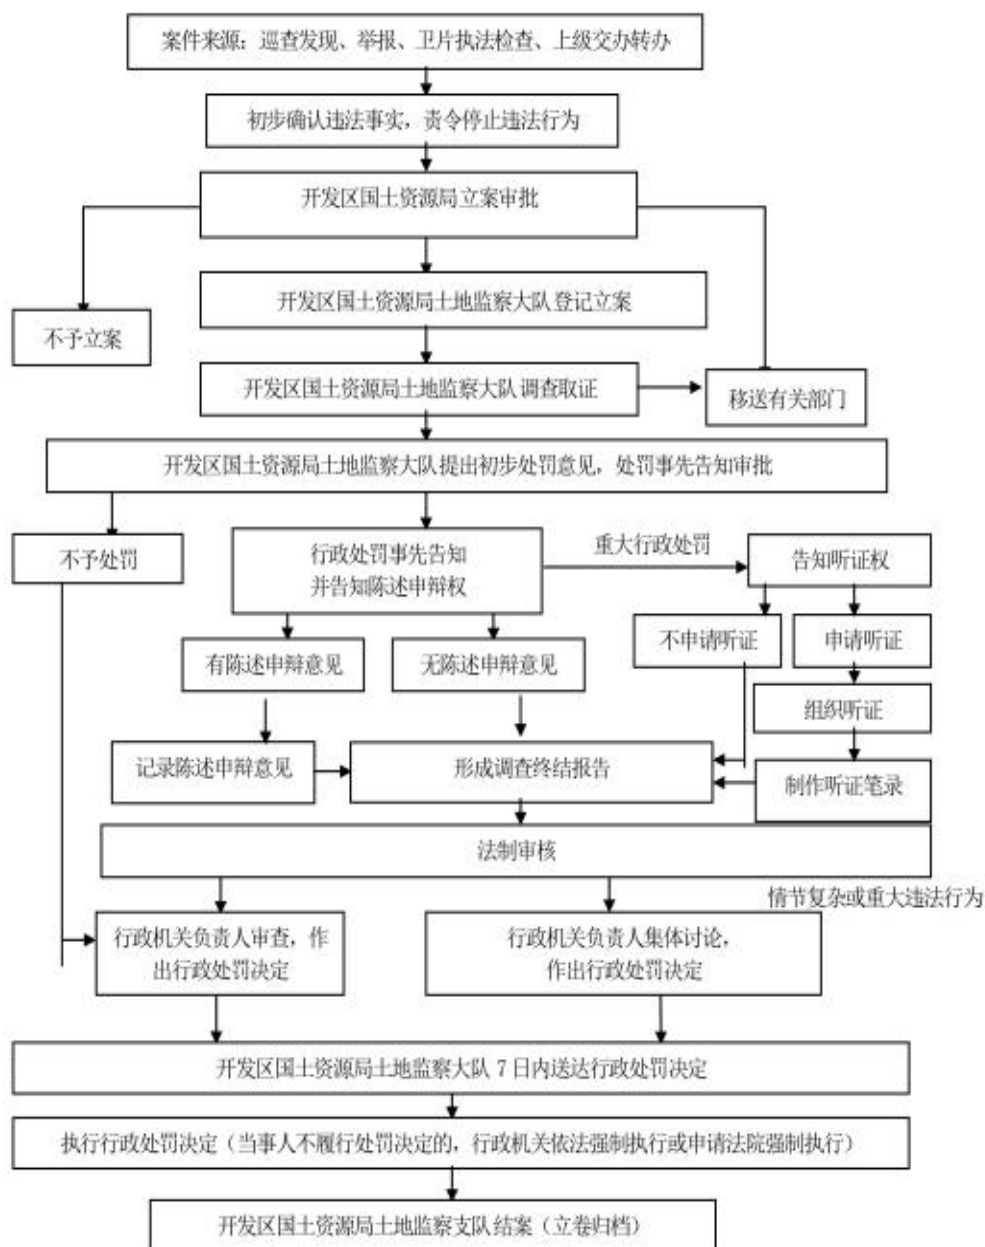 案件来源：巡查发现、举报、卫片执法检查、上级交办转办
初步确认违法事实，责令停止违法行为
开发区国土资源局立案审批
开发区国土资源局土地监察大队登记立案
不予立案
开发区国土资源局土地监察大队调查取证
移送有关部门
开发区国土资源局土地监察大队提出初步处罚意见，处罚事先告知审批
不予处罚
行政处罚事先告知
并告知陈述申辩权
重大行政处罚
告知听证权
不申请听证
申请听证
有陈述申辩意见
无陈述申辩意见
组织听证
记录陈述申辩意见
形成调查终结报告
制作听证笔录
法制审核
情节复杂或重大违法行为
行政机关负责人审查，作
出行政处罚决定
行政机关负责人集体讨论，
作出行政处罚决定
开发区国土资源局土地监察大队 7 日内送达行政处罚决定
执行行政处罚决定（当事人不履行处罚决定的，行政机关依法强制执行或申请法院强制执行）
开发区国土资源局土地监察支队结案（立卷归档）